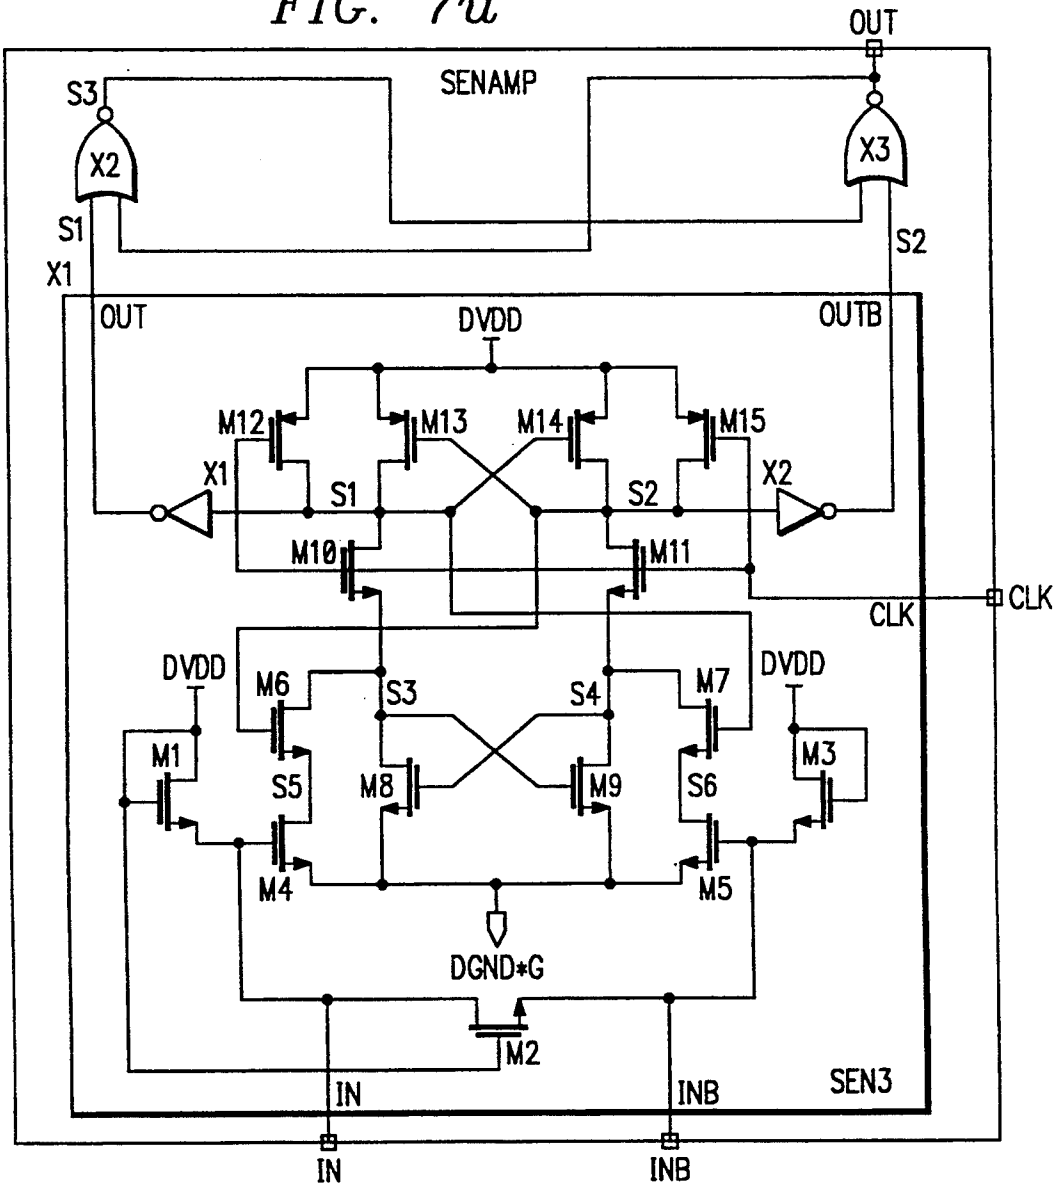 FIG. 7u
OUT
SENAMP
S3
X2
X3
S1
S2
X1
OUT
DVDD
OUTB
M12
M13
M14
M15
X1
S1
S2
X2
M10
M11
CLK
CLK
DVDD
M6
S3
S4
M7
DVDD
M1
S5
M8
M9
S6
M3
M4
M5
DGND*G
M2
SEN3
IN
INB
IN
INB